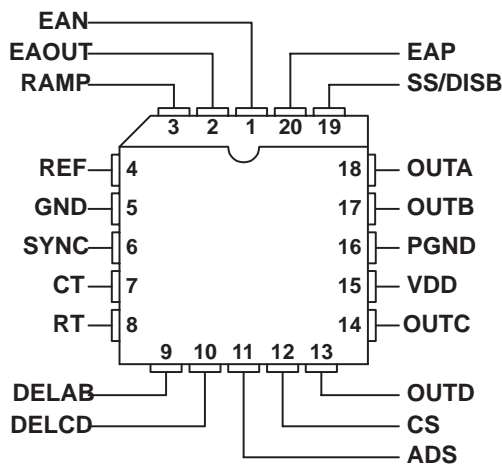 EAN
EAOUT
EAP
RAMP
SS/DISB
3 2 1 20 19
REF 4 18 OUTA
GND 5 17 OUTB
SYNC 6 16 PGND
CT 7 15 VDD
RT 8 14 OUTC
9 10 11 12 13
DELAB OUTD
DELCD CS
ADS